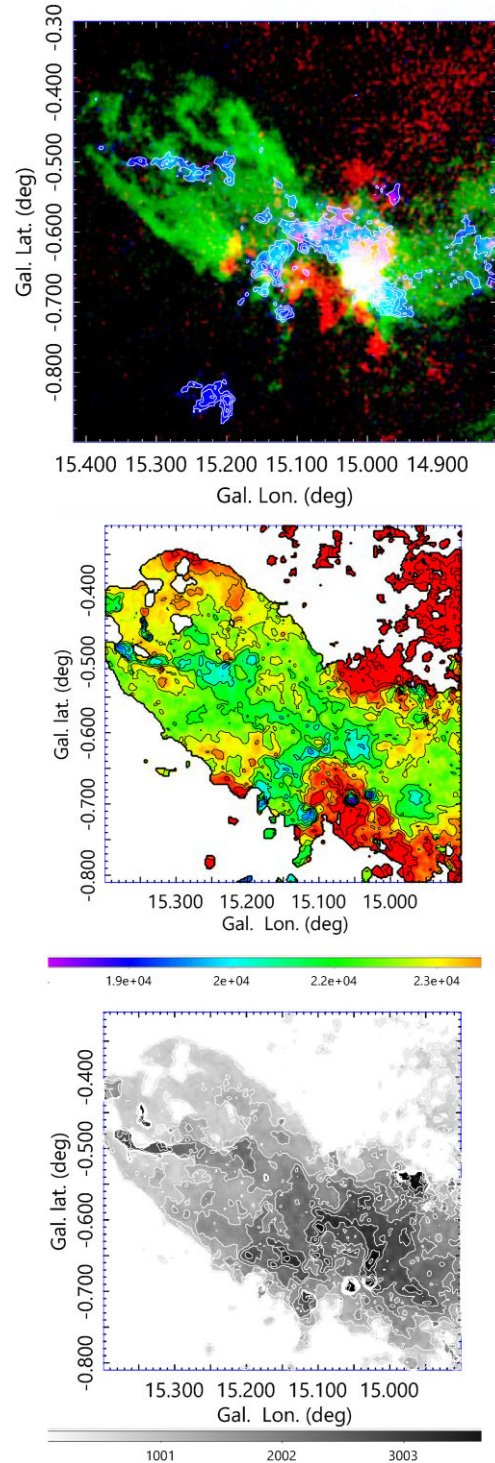 -0.30
-0.400
-0.500
-0.600
-0.700
-0.800
Gal. Lat. (deg)
15.400 15.300 15.200 15.100 15.000 14.900
Gal. Lon. (deg)
-0.400
-0.500
-0.600
-0.700
-0.800
Gal. lat. (deg)
15.300 15.200 15.100 15.000
Gal. Lon. (deg)
1.9e+04 2e+04 2.2e+04 2.3e+04
-0.400
-0.500
-0.600
-0.700
-0.800
Gal. lat. (deg)
15.300 15.200 15.100 15.000
Gal. Lon. (deg)
1001 2002 3003